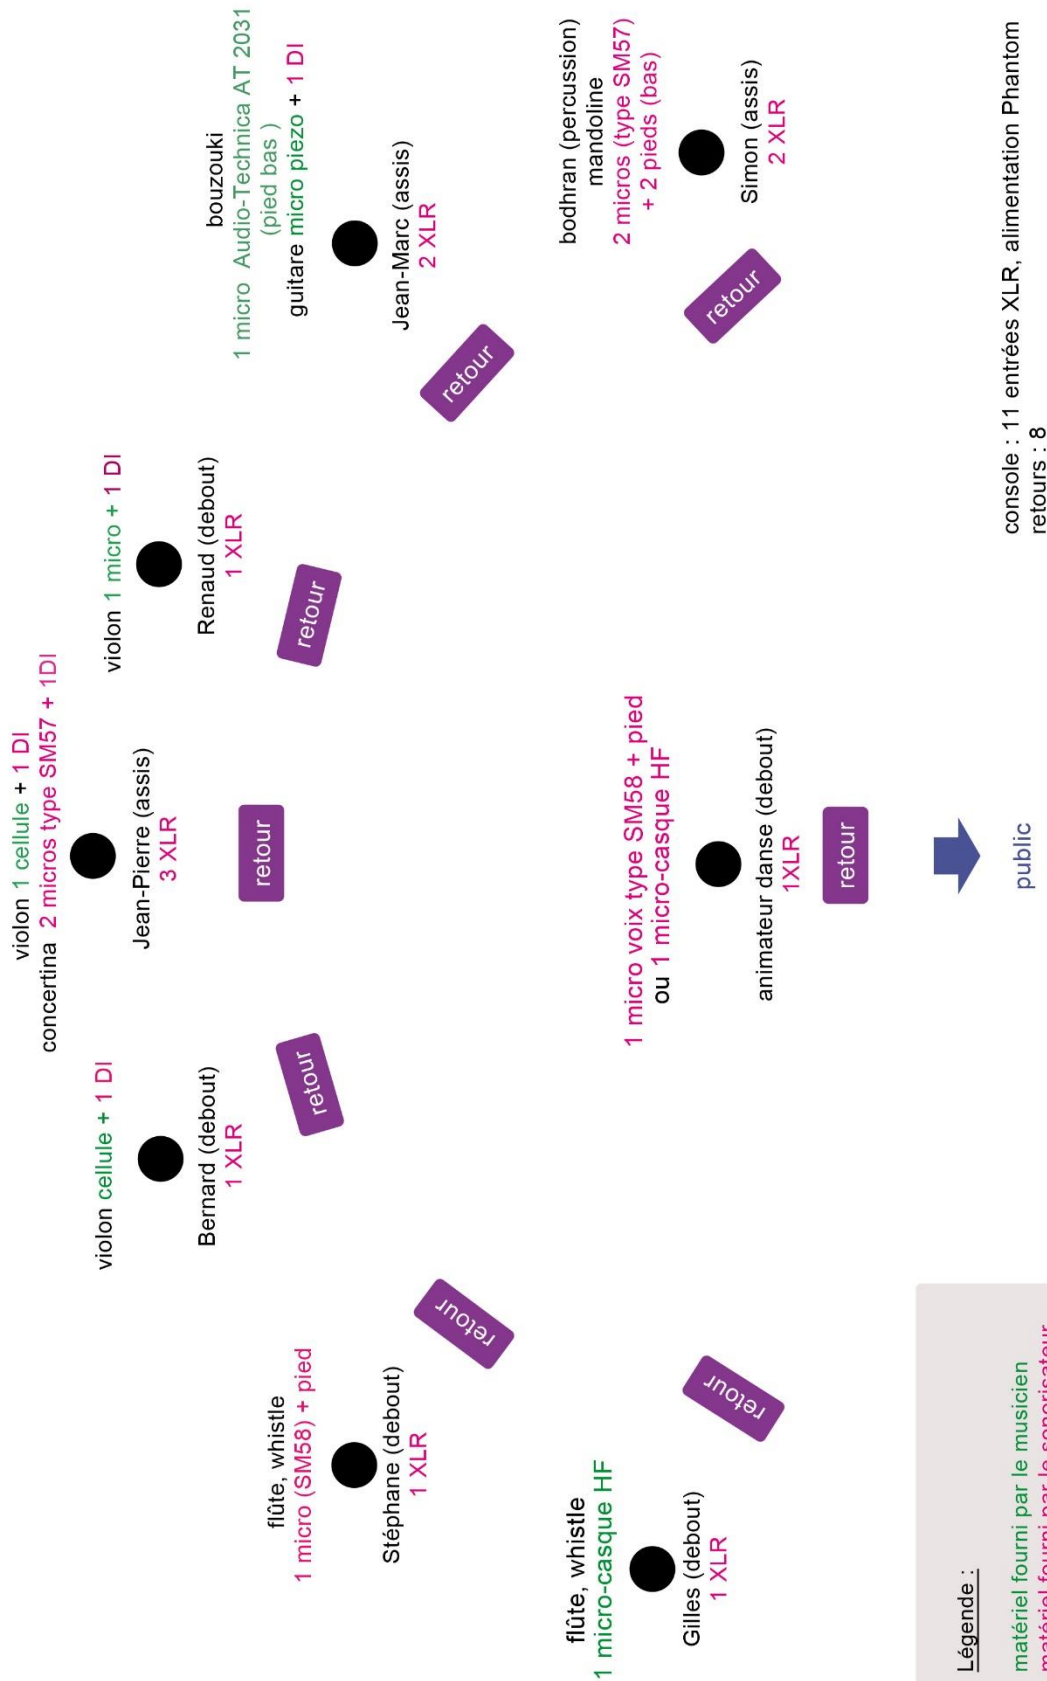 violon 1 cellule + 1 DI
concertina 2 micros type SM57 + 1DI
Jean-Pierre (assis)
3 XLR
retour
violon cellule + 1 DI
Bernard (debout)
1 XLR
retour
violon 1 micro + 1 DI
Renaud (debout)
1 XLR
retour
flûte, whistle
1 micro (SM58) + pied
Stéphane (debout)
1 XLR
retour
bouzouki
1 micro Audio-Technica AT 2031
(pied bas )
guitare micro piezo + 1 DI
Jean-Marc (assis)
2 XLR
retour
flûte, whistle
1 micro-casque HF
Gilles (debout)
1 XLR
retour
1 micro voix type SM58 + pied
ou 1 micro-casque HF
animateur danse (debout)
1XLR
retour
bodhran (percussion)
mandoline
2 micros (type SM57)
+ 2 pieds (bas)
Simon (assis)
2 XLR
retour
public
Légende :
matériel fourni par le musicien
matériel fourni par le sonorisateur
console : 11 entrées XLR, alimentation Phantom
retours : 8